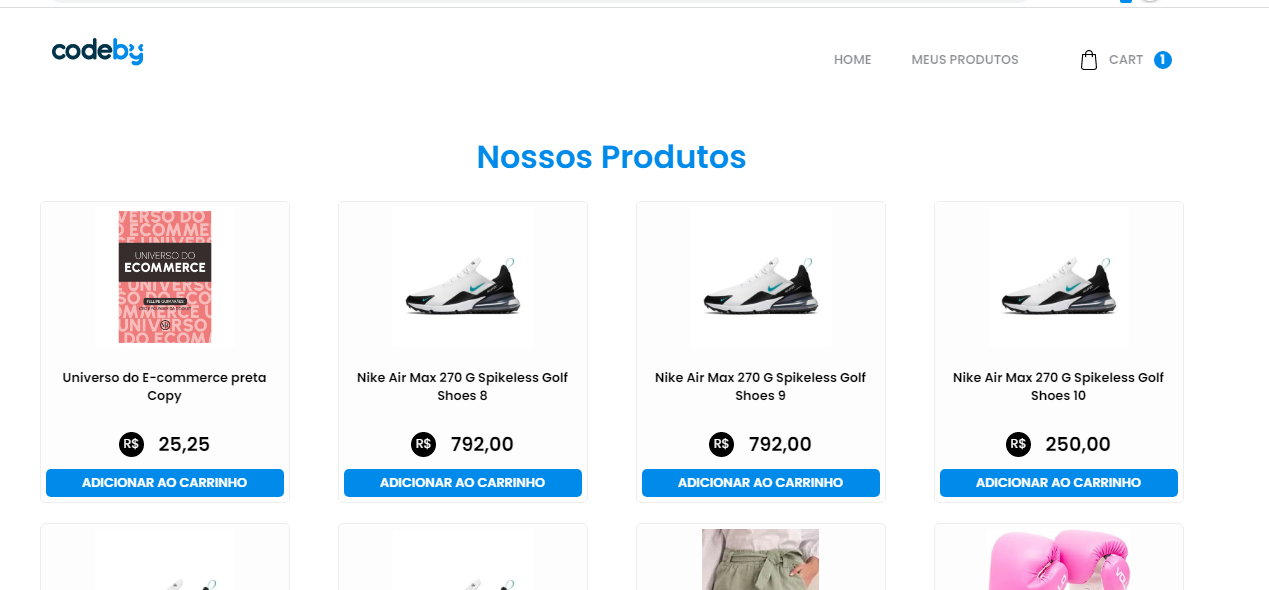 codeby
HOME
MEUS PRODUTOS
CART
1
Nossos Produtos
UNIVERSO DO
ECOMMERCE
Universo do E-commerce preta
Copy
R$ 25,25
ADICIONAR AO CARRINHO
Nike Air Max 270 G Spikeless Golf
Shoes 8
R$ 792,00
ADICIONAR AO CARRINHO
Nike Air Max 270 G Spikeless Golf
Shoes 9
R$ 792,00
ADICIONAR AO CARRINHO
Nike Air Max 270 G Spikeless Golf
Shoes 10
R$ 250,00
ADICIONAR AO CARRINHO